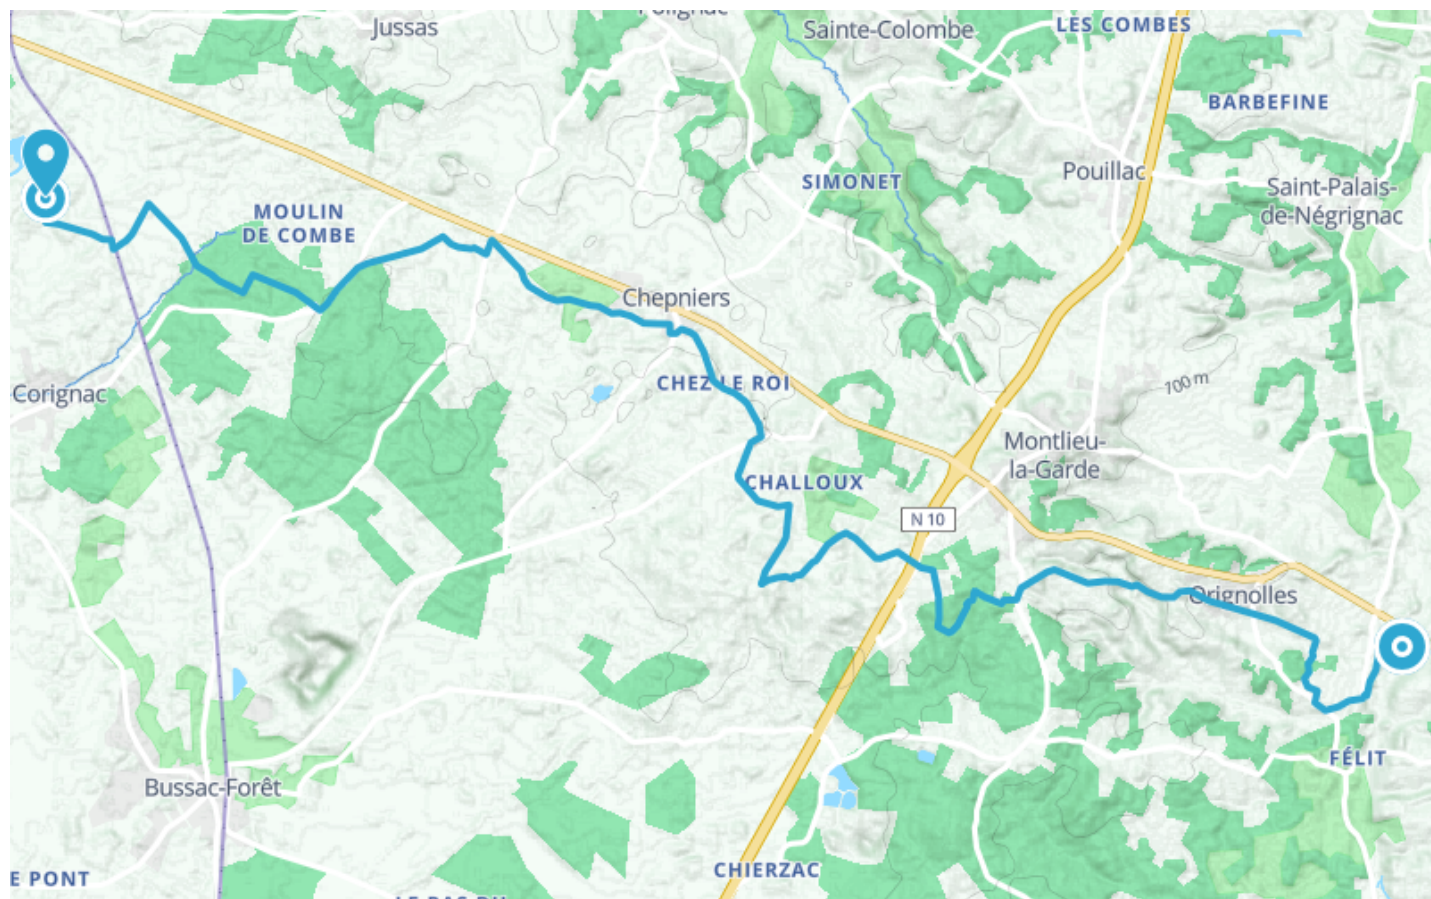 Jussas
Sainte-Colombe
LES COMBES
BARBEFINE
Pouillac
SIMONET
Saint-Palais-
de-Négrignac
MOULIN
DE COMBE
Chepniers
CHEZ LE ROI
100 m
Corignac
Montlieu-
la-Garde
CHALLOUX
N 10
Orignolles
FÉLIT
Bussac-Forêt
CHIERZAC
E PONT